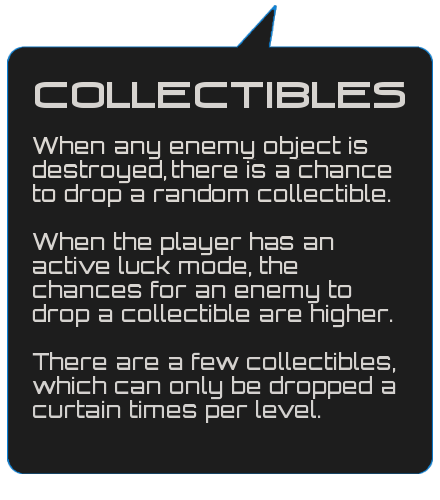 COLLECTIBLES
When any enemy object is
destroyed, there is a chance
to drop a random collectible.
When the player has an
active luck mode, the
chances for an enemy to
drop a collectible are higher.
There are a few collectibles,
which can only be dropped a
curtain times per level.